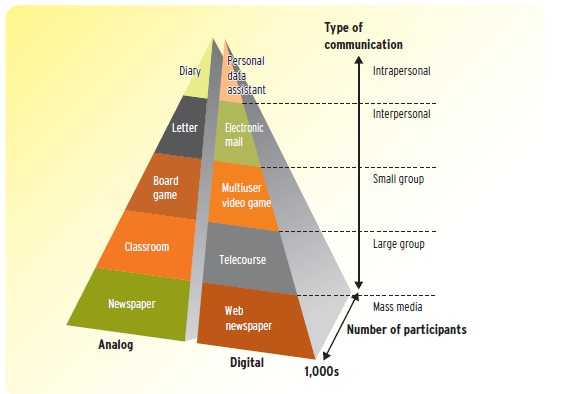 Type of
communication
Diary
Personal
data
assistant
Intrapersonal
Letter
Electronic
mail
Interpersonal
Board
game
Multiuser
video game
Small group
Classroom
Telecourse
Large group
Newspaper
Web
newspaper
Mass media
Number of participants
Analog
Digital
1,000s